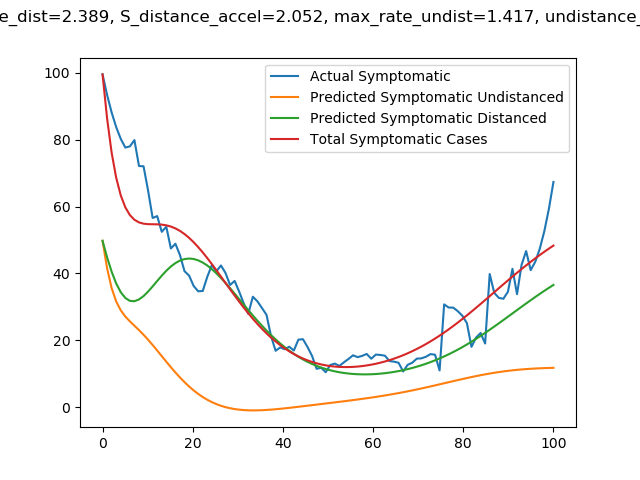 e_dist=2.389, S_distance_accel=2.052, max_rate_undist=1.417, undistance_
Actual Symptomatic
Predicted Symptomatic Undistanced
Predicted Symptomatic Distanced
Total Symptomatic Cases
100
80
60
40
20
0
0 20 40 60 80 100